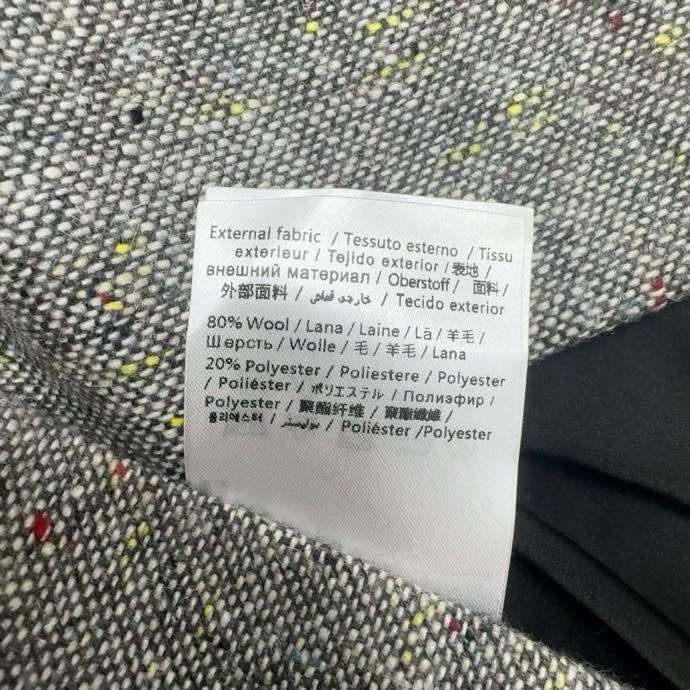 External fabric / Tessuto esterno / Tissu
exterieur / Tejido exterior / 表地 /
внешний материал / Oberstoff / 面料 /
外部面料 / خارجی قماش / Tecido exterior
80% Wool / Lana / Laine / Lã / 羊毛 /
Шерсть / Wolle / 毛 / 羊毛 / Lana
20% Polyester / Poliestere / Polyester
/ Poliéster / ポリエステル / Полиэфир /
Polyester / 聚酯纤维 / 聚酯纖維 /
폴리에스터 / بوليستر / Poliéster /Polyester